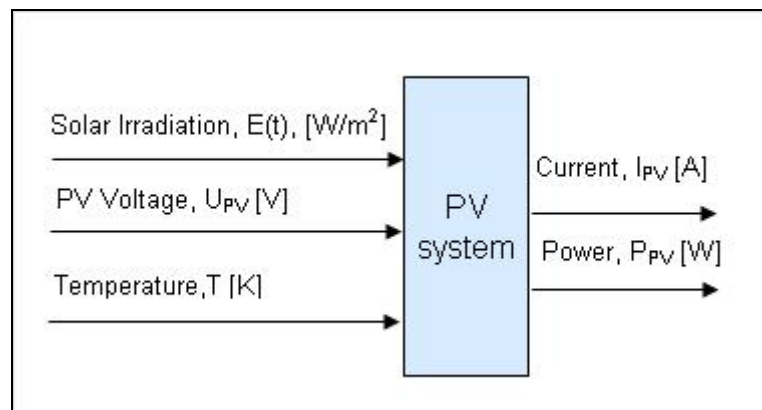 Solar Irradiation, E(t), [W/m²]
PV Voltage, U_PV [V]
Temperature,T [K]
PV
system
Current, I_PV [A]
Power, P_PV [W]